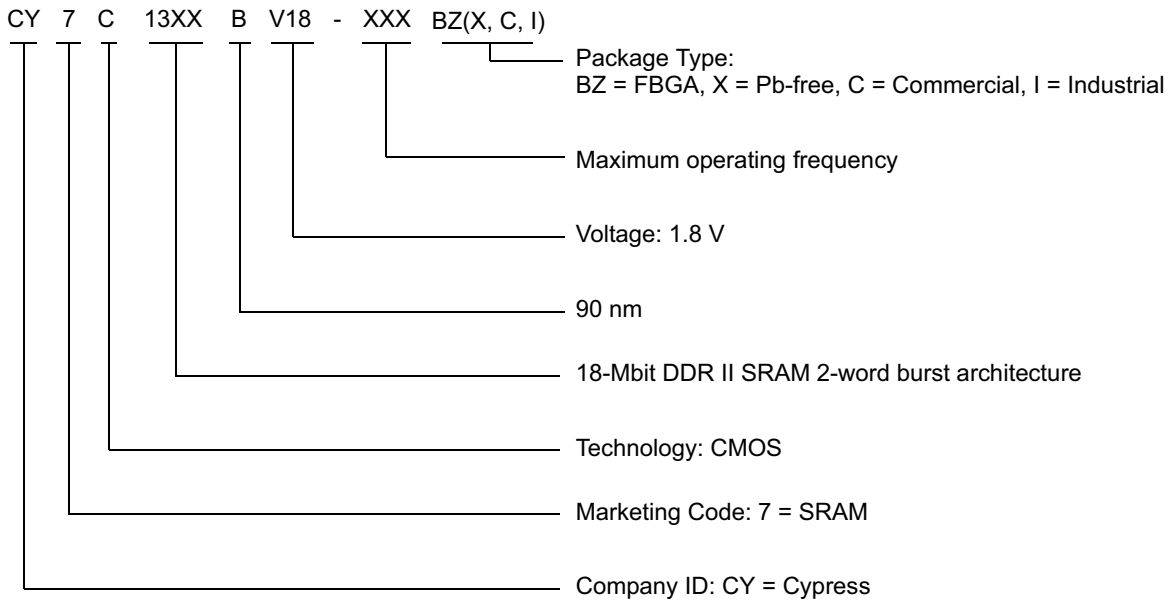 CY 7 C 13XX B V18 - XXX BZ(X, C, I)
Package Type:
BZ = FBGA, X = Pb-free, C = Commercial, I = Industrial
Maximum operating frequency
Voltage: 1.8 V
90 nm
18-Mbit DDR II SRAM 2-word burst architecture
Technology: CMOS
Marketing Code: 7 = SRAM
Company ID: CY = Cypress